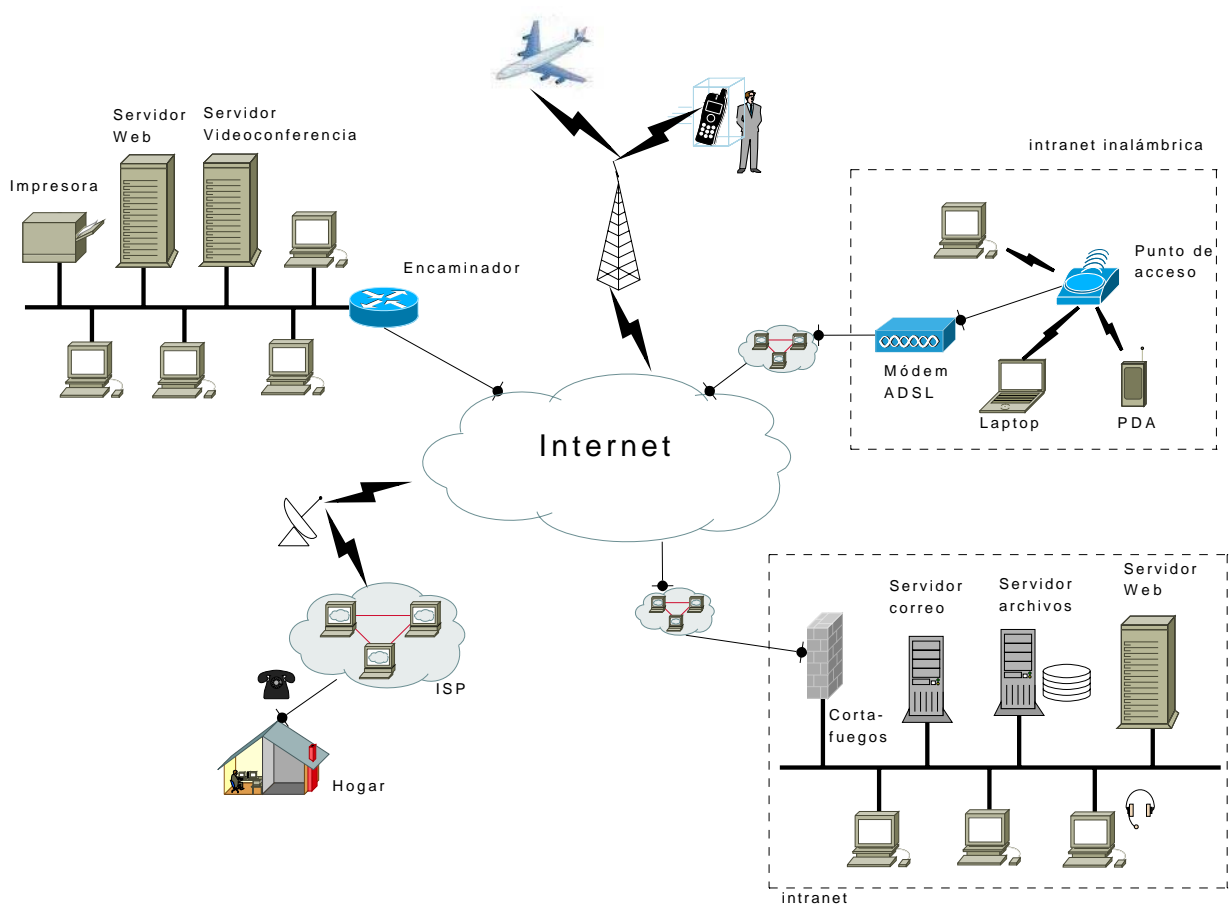 Servidor
Web
Servidor
Videoconferencia
Impresora
Encaminador
intranet inalámbrica
Punto de
acceso
Módem
ADSL
Laptop
PDA
Internet
ISP
Hogar
Servidor
correo
Servidor
archivos
Servidor
Web
Corta-
fuegos
intranet